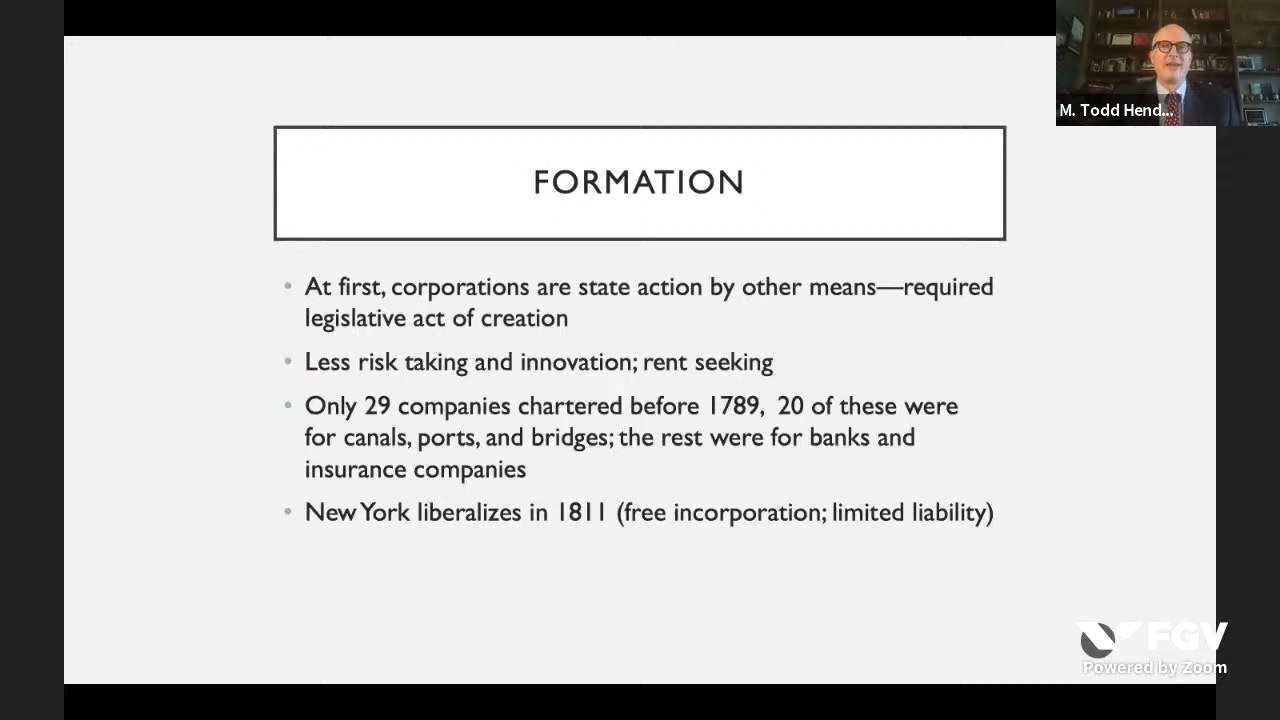 M. Todd Hend...
FORMATION
• At first, corporations are state action by other means—required
legislative act of creation
• Less risk taking and innovation; rent seeking
• Only 29 companies chartered before 1789,  20 of these were
for canals, ports, and bridges; the rest were for banks and
insurance companies
• New York liberalizes in 1811 (free incorporation; limited liability)
FGV
Powered by Zoom